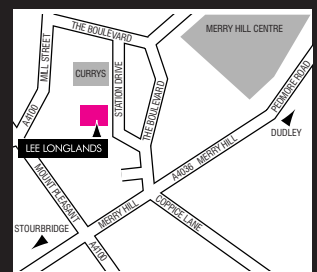 THE BOULEVARD
MERRY HILL CENTRE
MILL STREET
CURRYS
STATION DRIVE
THE BOULEVARD
PEDMORE ROAD
A4100
DUDLEY
LEE LONGLANDS
A4036 MERRY HILL
MOUNT PLEASANT
MERRY HILL
COPPICE LANE
STOURBRIDGE
A4100